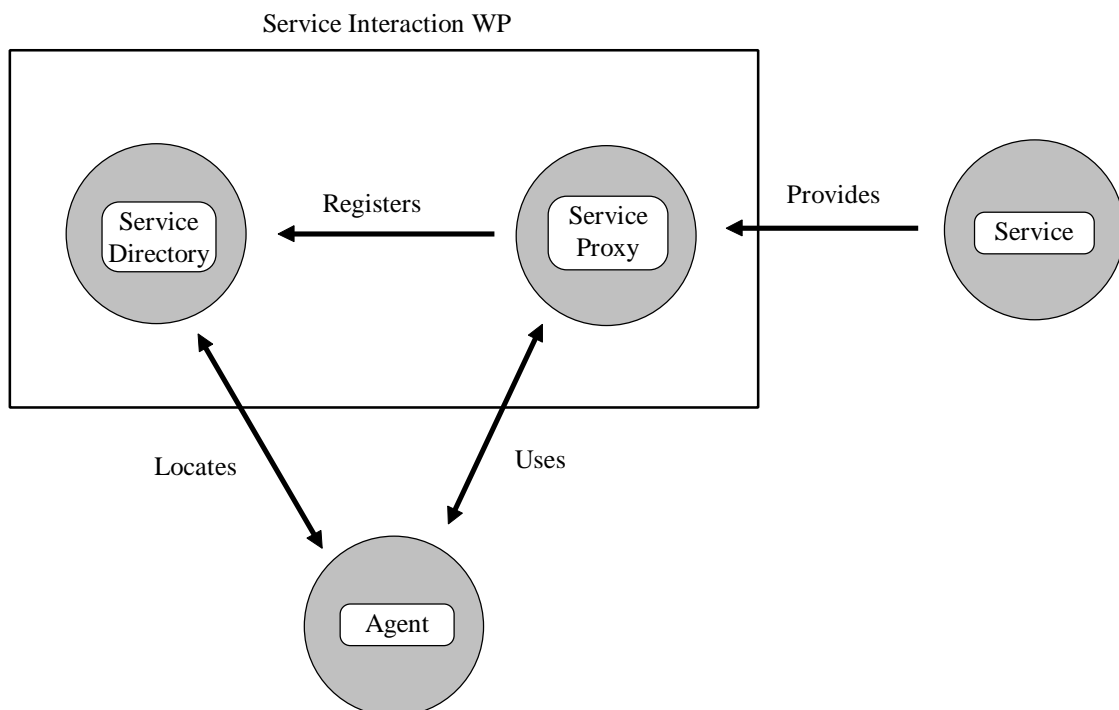 Service Interaction WP
Service
Directory
Registers
Service
Proxy
Provides
Service
Locates
Uses
Agent